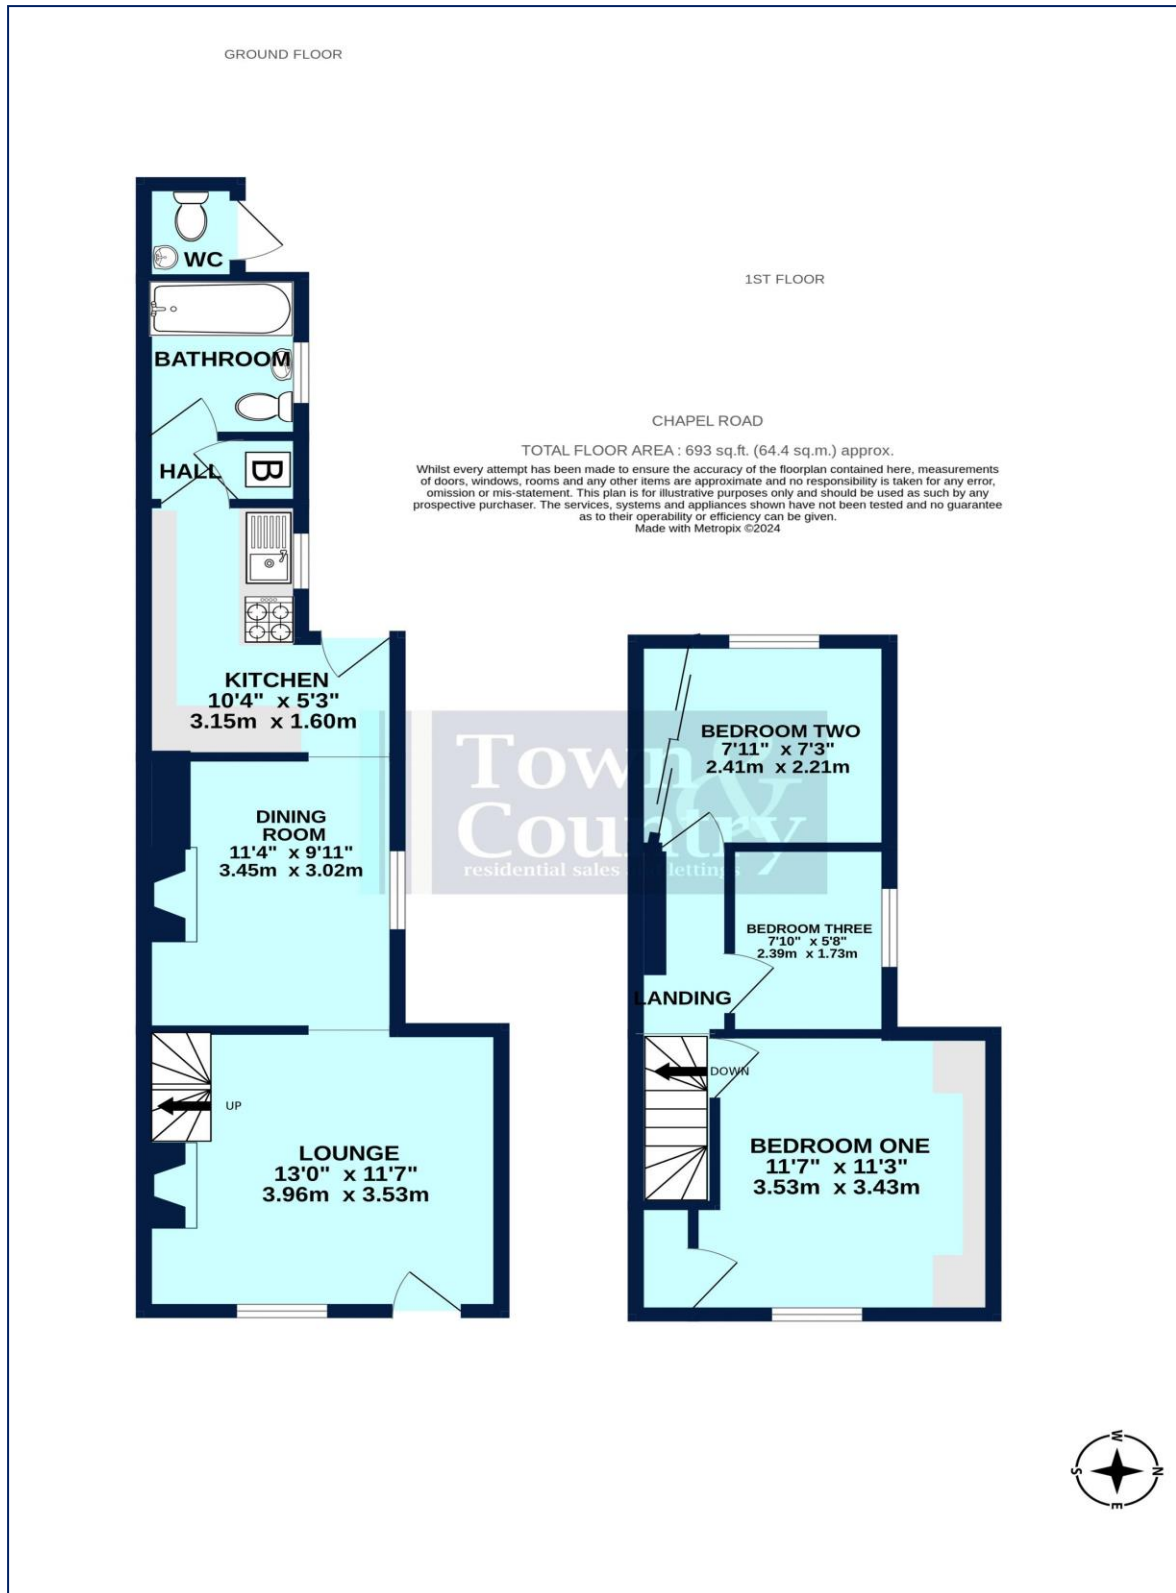 GROUND FLOOR
WC
BATHROOM
HALL
B
KITCHEN
10'4" x 5'3"
3.15m x 1.60m
DINING
ROOM
11'4" x 9'11"
3.45m x 3.02m
UP
LOUNGE
13'0" x 11'7"
3.96m x 3.53m
1ST FLOOR
CHAPEL ROAD
TOTAL FLOOR AREA : 693 sq.ft. (64.4 sq.m.) approx.
Whilst every attempt has been made to ensure the accuracy of the floorplan contained here, measurements
of doors, windows, rooms and any other items are approximate and no responsibility is taken for any error,
omission or mis-statement. This plan is for illustrative purposes only and should be used as such by any
prospective purchaser. The services, systems and appliances shown have not been tested and no guarantee
as to their operability or efficiency can be given.
Made with Metropix ©2024
BEDROOM TWO
7'11" x 7'3"
2.41m x 2.21m
Town &
Country
residential sales and lettings
BEDROOM THREE
7'10" x 5'8"
2.39m x 1.73m
LANDING
DOWN
BEDROOM ONE
11'7" x 11'3"
3.53m x 3.43m
W
S
N
E